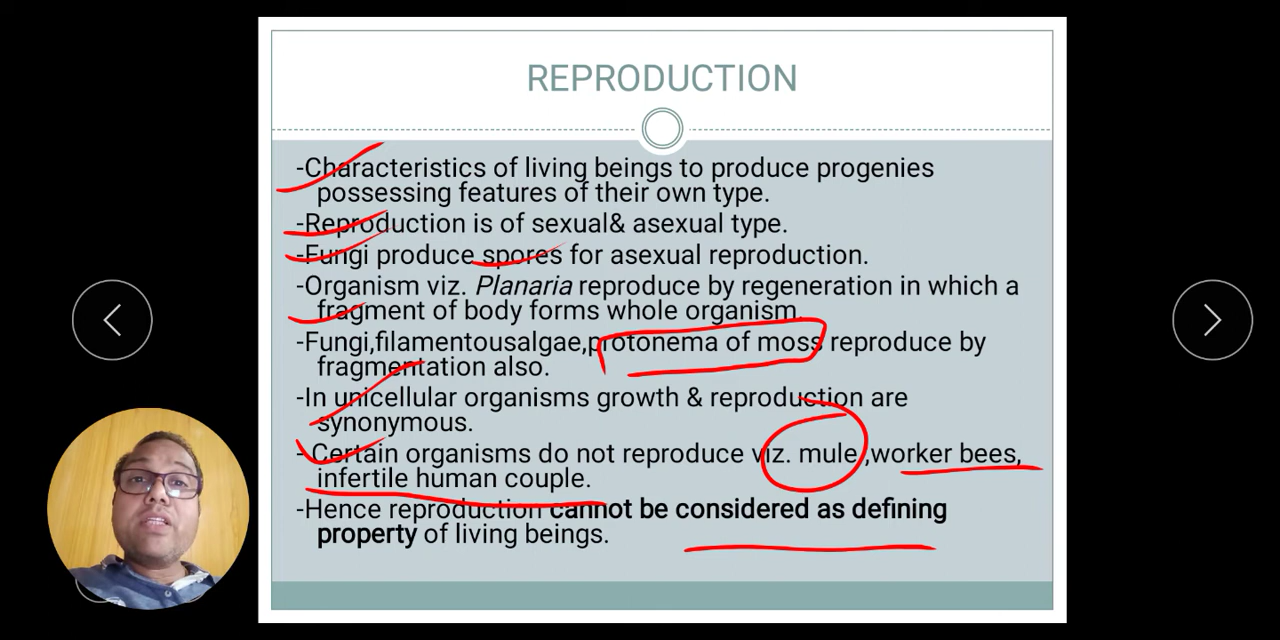 REPRODUCTION
-Characteristics of living beings to produce progenies
possessing features of their own type.
-Reproduction is of sexual& asexual type.
-Fungi produce spores for asexual reproduction.
-Organism viz. Planaria reproduce by regeneration in which a
fragment of body forms whole organism.
-Fungi,filamentousalgae,protonema of moss reproduce by
fragmentation also.
-In unicellular organisms growth & reproduction are
synonymous.
- Certain organisms do not reproduce viz. mule ,worker bees,
infertile human couple.
-Hence reproduction cannot be considered as defining
property of living beings.